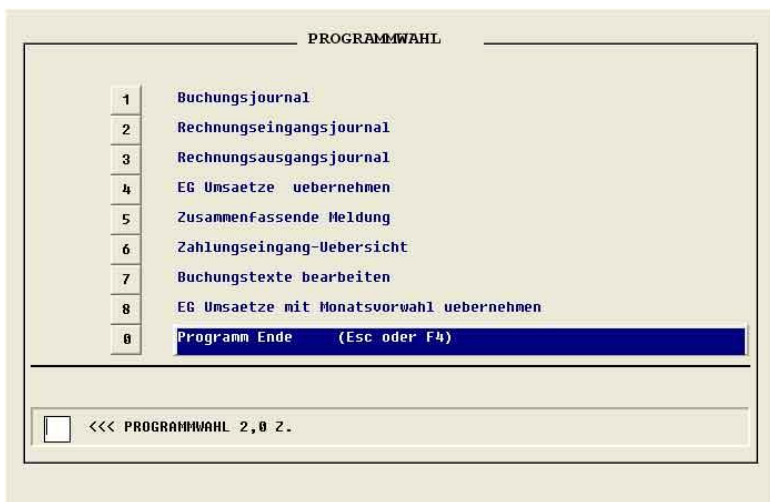 PROGRAMMWAHL
1 Buchungsjournal
2 Rechnungseingangsjournal
3 Rechnungsausgangsjournal
4 EG Umsaetze uebernehmen
5 Zusammenfassende Meldung
6 Zahlungseingang-Uebersicht
7 Buchungstexte bearbeiten
8 EG Umsaetze mit Monatsvorwahl uebernehmen
0 Programm Ende (Esc oder F4)
<<< PROGRAMMWAHL 2,0 Z.